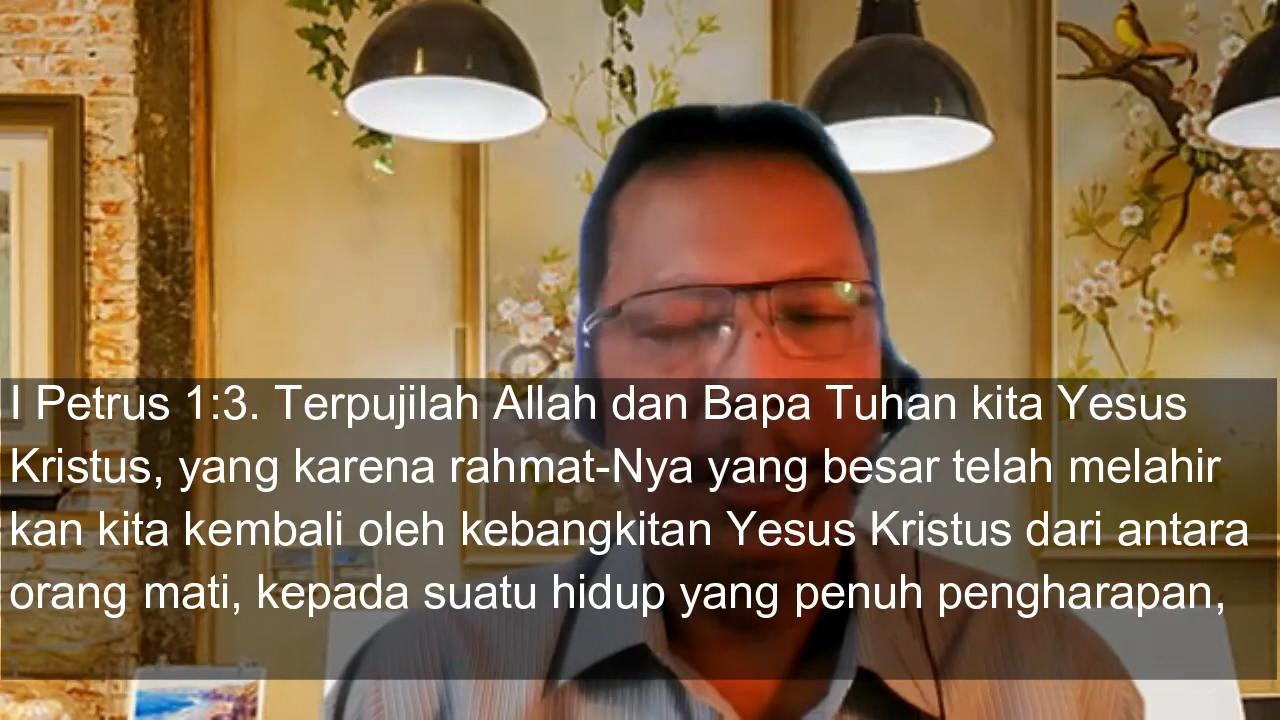 I Petrus 1:3. Terpujilah Allah dan Bapa Tuhan kita Yesus
Kristus, yang karena rahmat-Nya yang besar telah melahir
kan kita kembali oleh kebangkitan Yesus Kristus dari antara
orang mati, kepada suatu hidup yang penuh pengharapan,